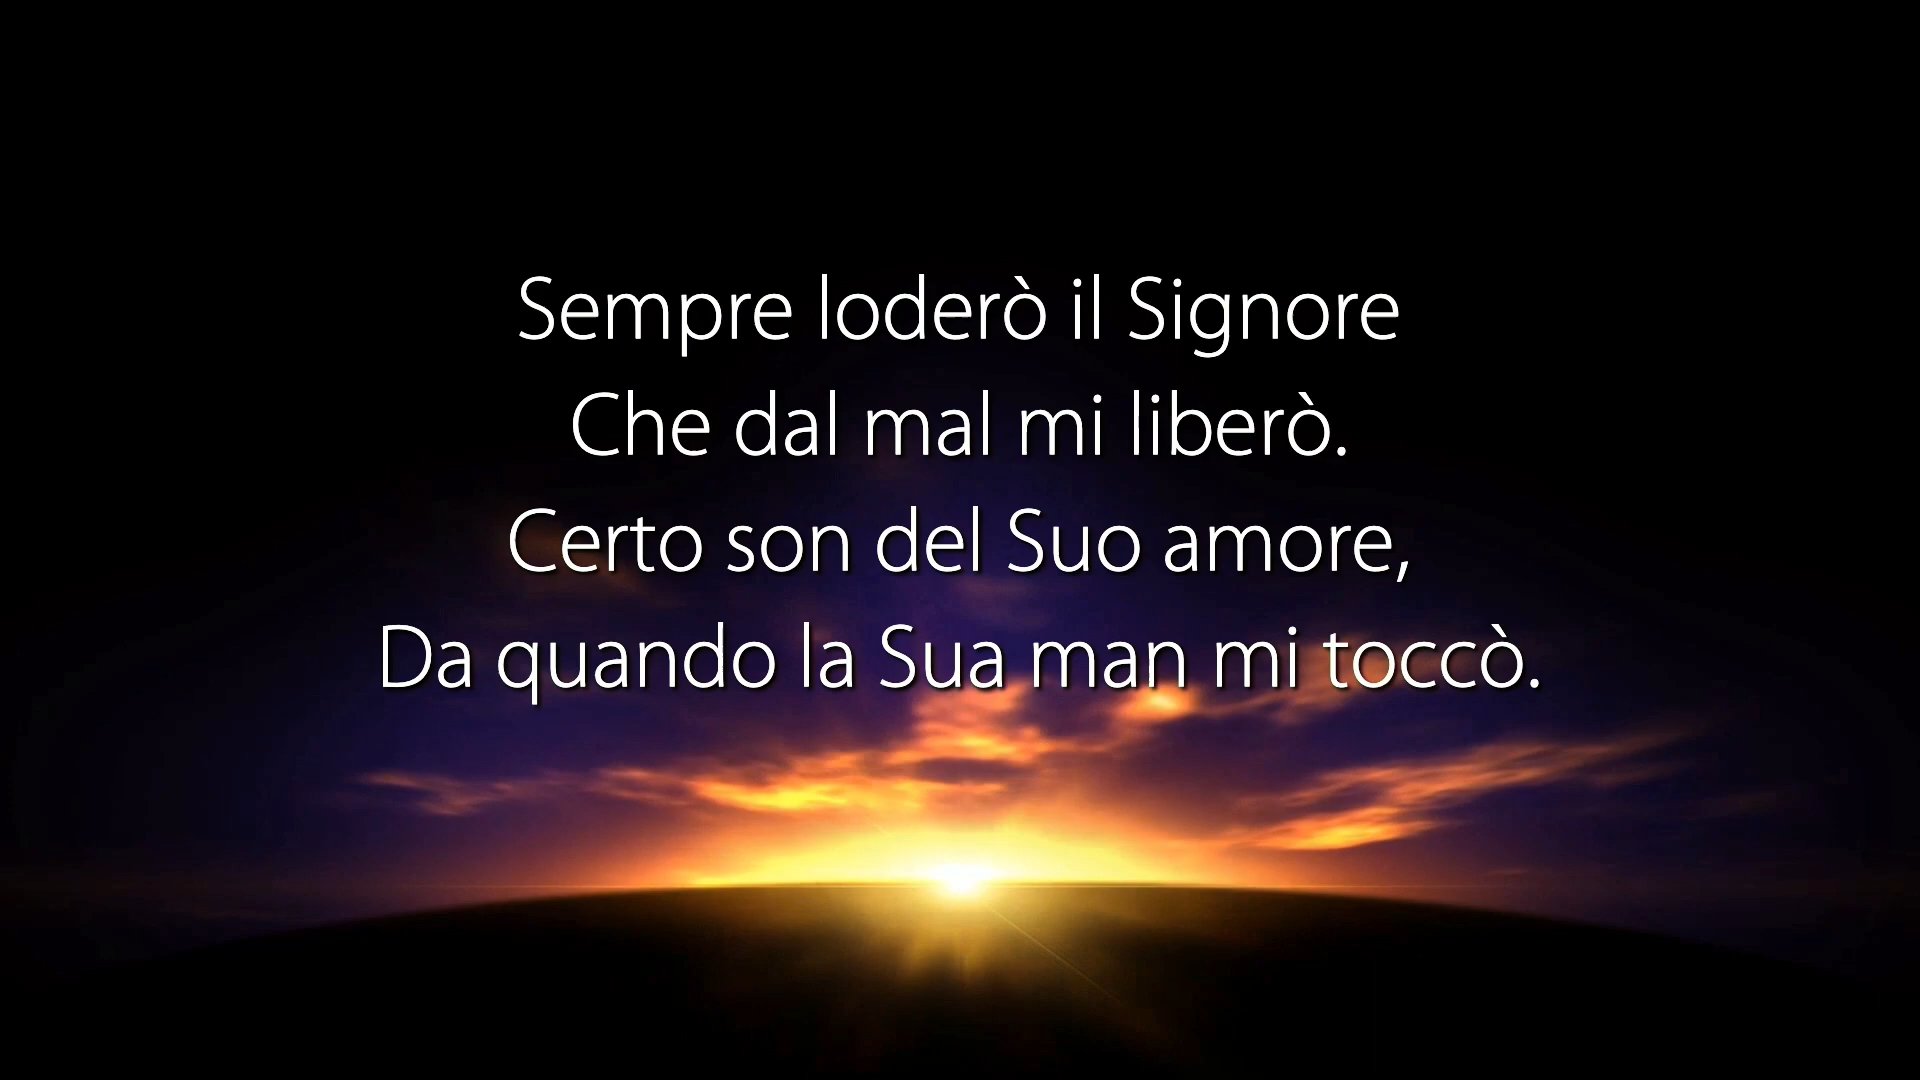 Sempre loderò il Signore
Che dal mal mi liberò.
Certo son del Suo amore,
Da quando la Sua man mi toccò.